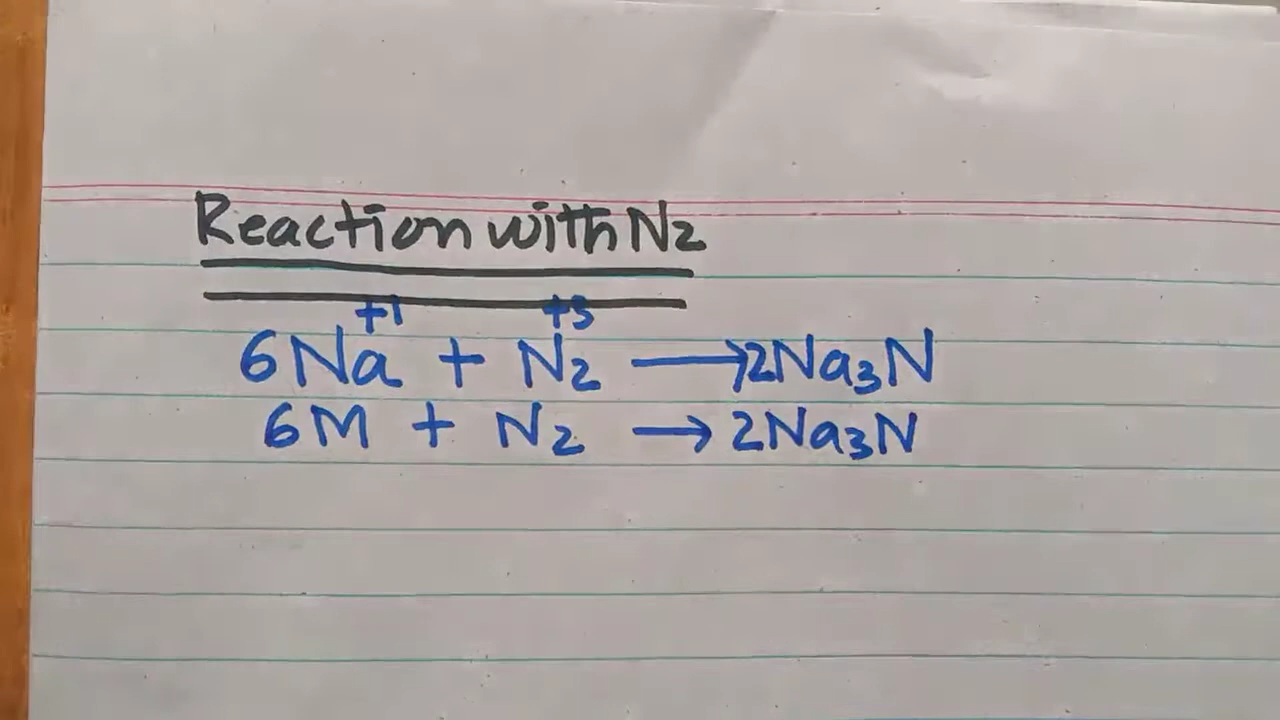 Reaction with N2
+1 +3
6Na + N2 → 2Na3N
6M + N2 → 2Na3N